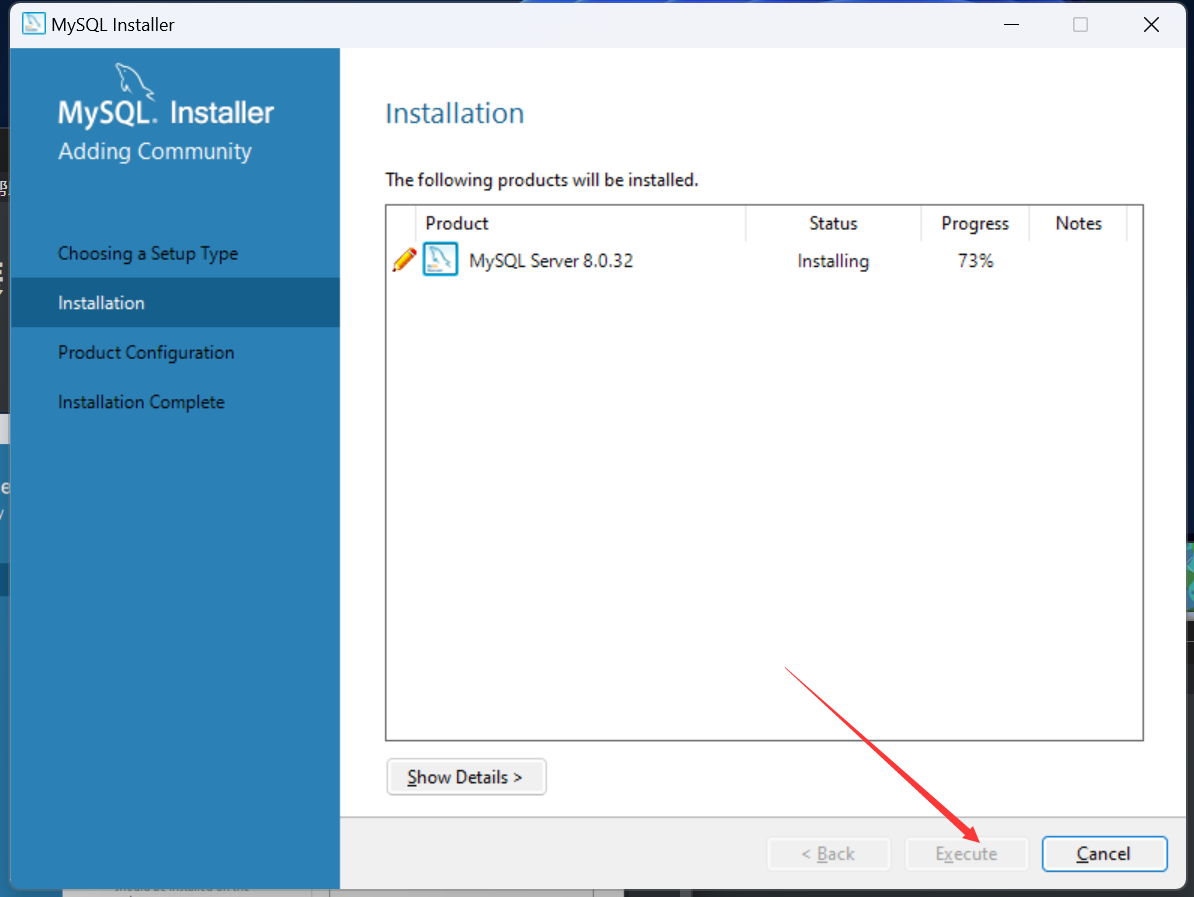 MySQL Installer
MySQL. Installer
Adding Community
Choosing a Setup Type
Installation
Product Configuration
Installation Complete
Installation
The following products will be installed.
Product Status Progress Notes
MySQL Server 8.0.32 Installing 73%
Show Details >
< Back Execute Cancel